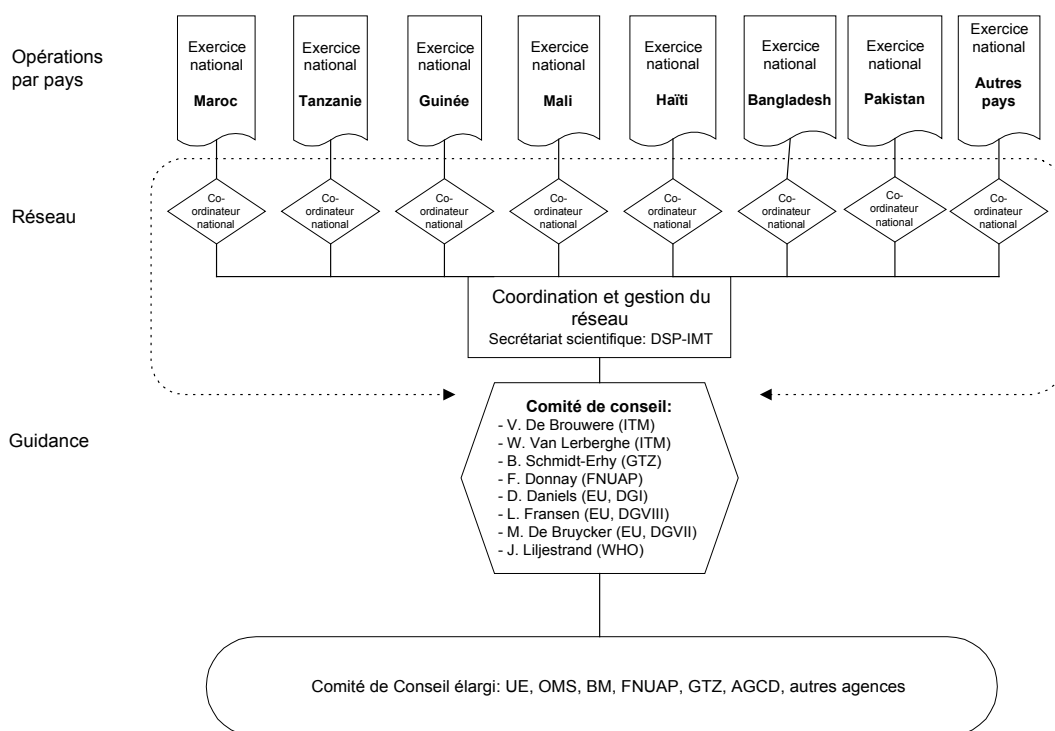 Opérations
par pays
Exercice
national
Maroc
Exercice
national
Tanzanie
Exercice
national
Guinée
Exercice
national
Mali
Exercice
national
Haïti
Exercice
national
Bangladesh
Exercice
national
Pakistan
Exercice
national
Autres
pays
Réseau
Co-
ordinateur
national
Co-
ordinateur
national
Co-
ordinateur
national
Co-
ordinateur
national
Co-
ordinateur
national
Co-
ordinateur
national
Co-
ordinateur
national
Co-
ordinateur
national
Coordination et gestion du
réseau
Secrétariat scientifique: DSP-IMT
Guidance
Comité de conseil:
- V. De Brouwere (ITM)
- W. Van Lerberghe (ITM)
- B. Schmidt-Erhy (GTZ)
- F. Donnay (FNUAP)
- D. Daniels (EU, DGI)
- L. Fransen (EU, DGVIII)
- M. De Bruycker (EU, DGVII)
- J. Liljestrand (WHO)
Comité de Conseil élargi: UE, OMS, BM, FNUAP, GTZ, AGCD, autres agences